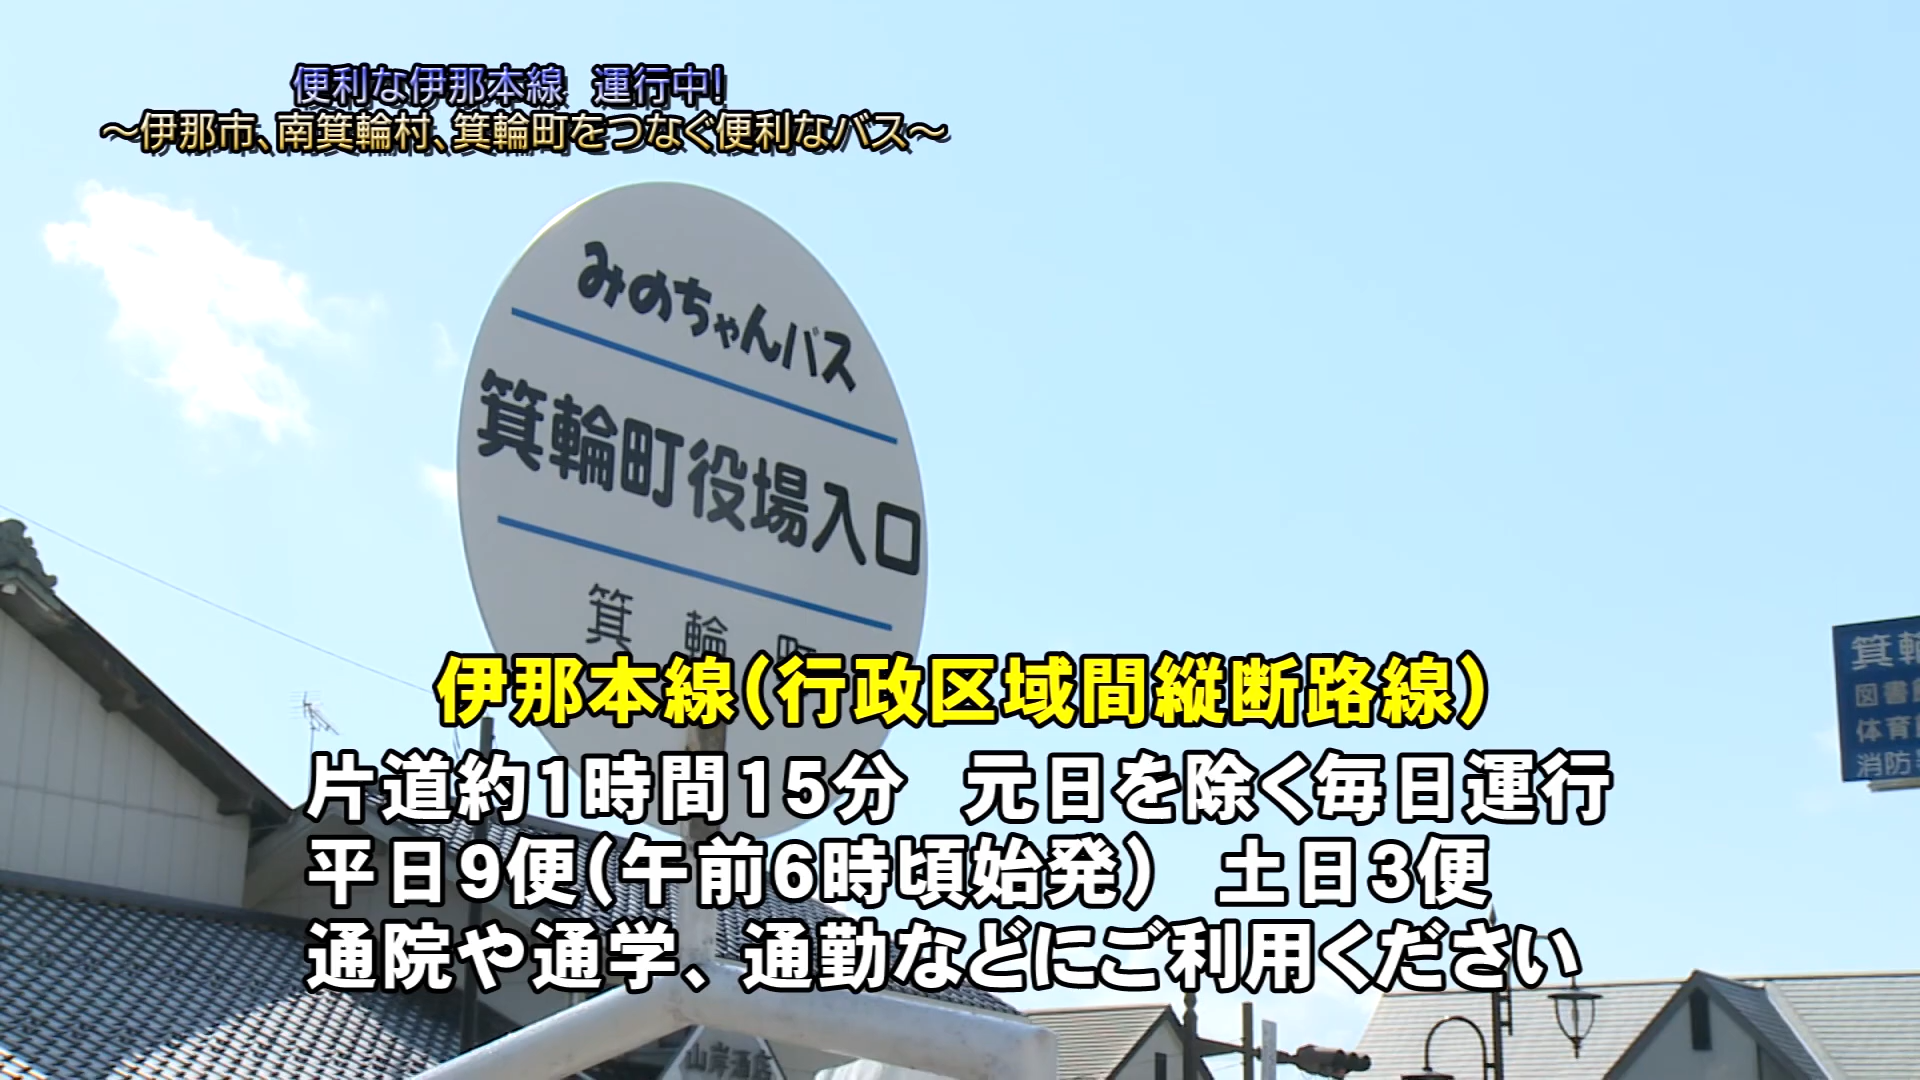 便利な伊那本線　運行中!
～伊那市、南箕輪村、箕輪町をつなぐ便利なバス～
みのちゃんバス
箕輪町役場入口
箕輪町
伊那本線(行政区域間縦断路線)
片道約1時間15分　元日を除く毎日運行
平日9便(午前6時頃始発)　土日3便
通院や通学、通勤などにご利用ください
箕輪
図書館
体育館
消防
山岸酒店